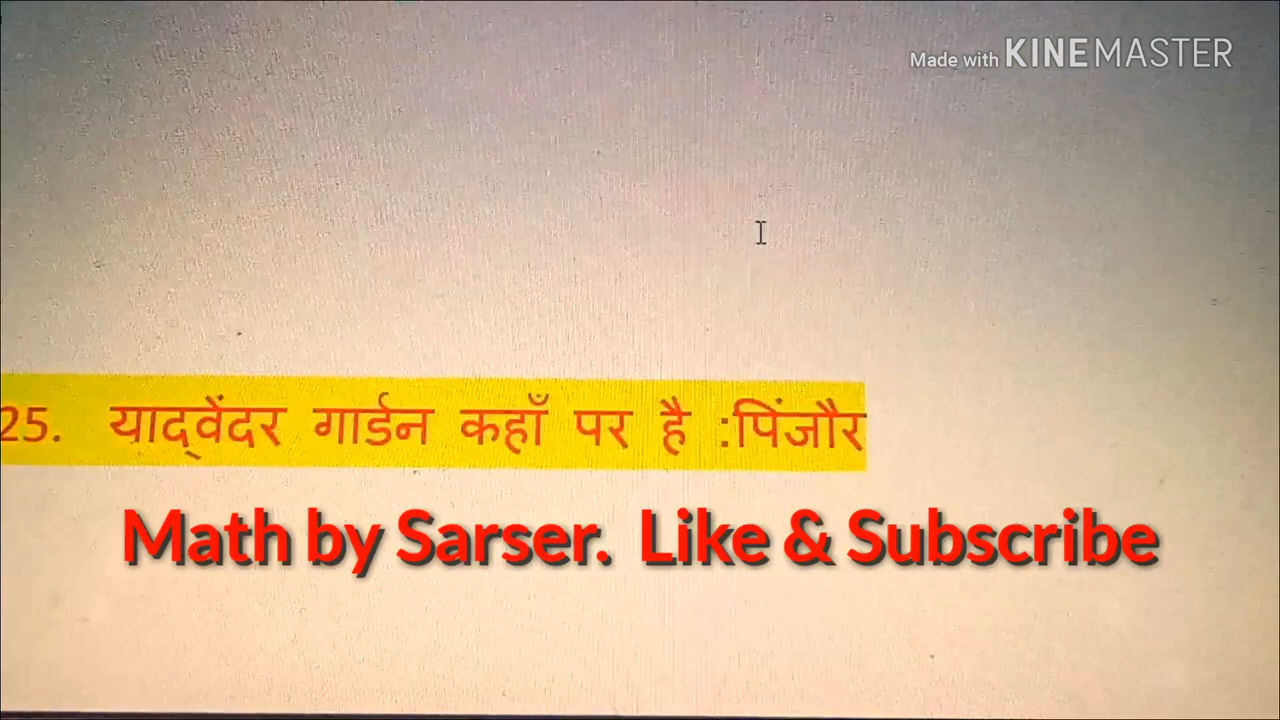 Made with KINEMASTER
25. याद्वेंदर गार्डन कहाँ पर है :पिंजौर
Math by Sarser. Like & Subscribe